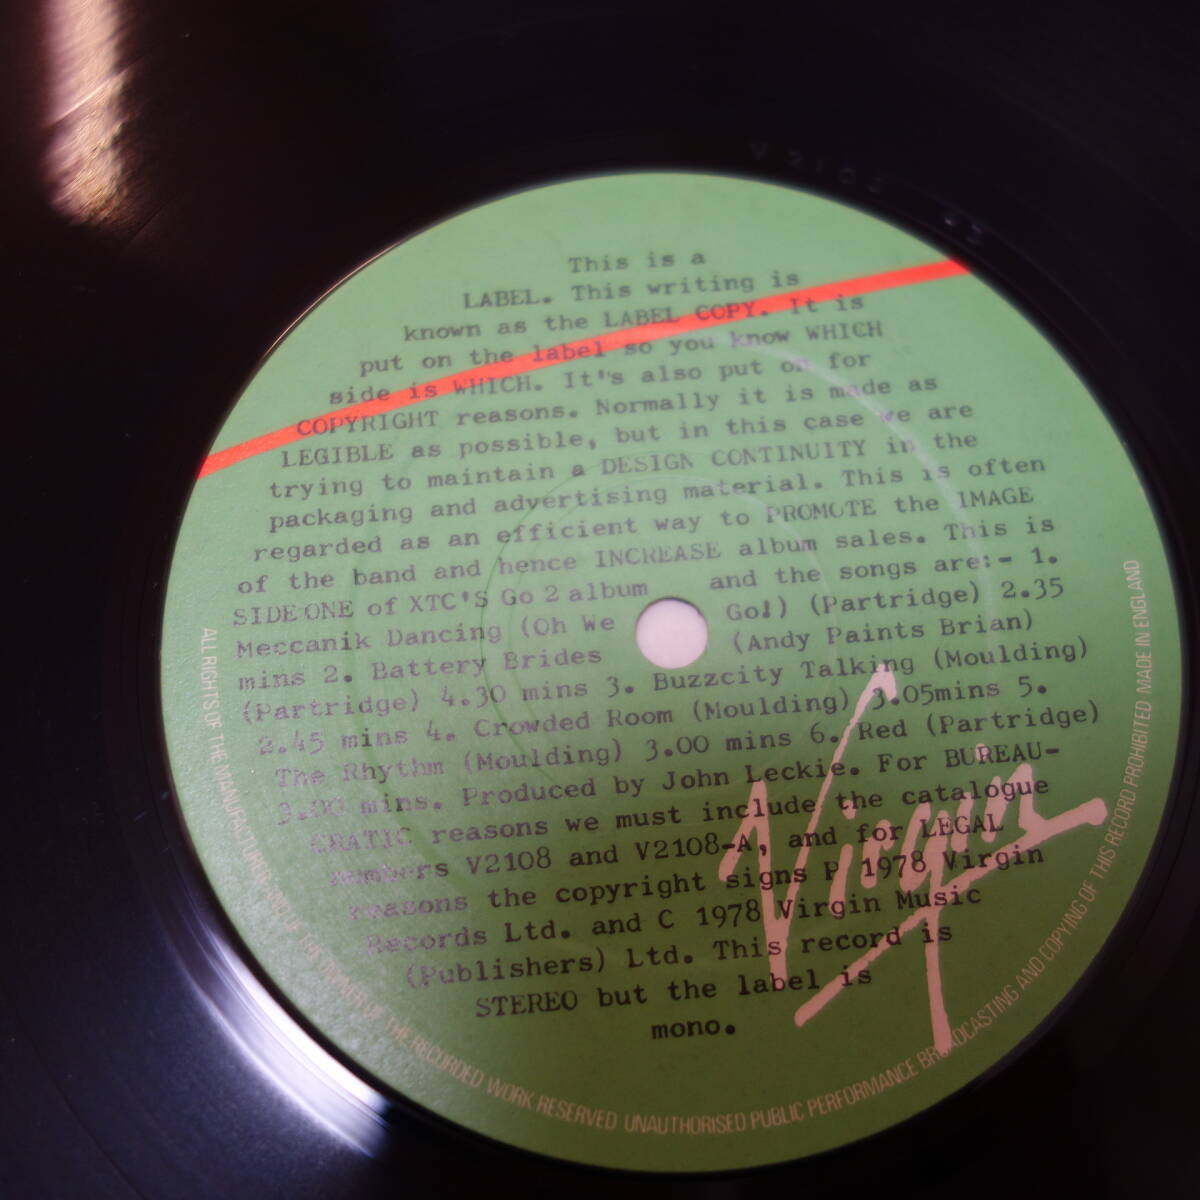 This is a
LABEL. This writing is
known as the LABEL COPY. It is
put on the label so you know WHICH
side is WHICH. It's also put on for
COPYRIGHT reasons. Normally it is made as
LEGIBLE as possible, but in this case we are
trying to maintain a DESIGN CONTINUITY in the
packaging and advertising material. This is often
regarded as an efficient way to PROMOTE the IMAGE
of the band and hence INCREASE album sales. This is
SIDE ONE of XTC'S Go 2 album and the songs are:- 1.
Meccanik Dancing (Oh We Go!) (Partridge) 2.35
mins 2. Battery Brides (Andy Paints Brian)
(Partridge) 4.30 mins 3. Buzzcity Talking (Moulding)
2.45 mins 4. Crowded Room (Moulding) 3.05mins 5.
The Rhythm (Moulding) 3.00 mins 6. Red (Partridge)
3.00 mins. Produced by John Leckie. For BUREAU-
CRATIC reasons we must include the catalogue
numbers V2108 and V2108-A, and for LEGAL
reasons the copyright signs P 1978 Virgin
Records Ltd. and C 1978 Virgin Music
(Publishers) Ltd. This record is
STEREO but the label is
mono.
Virgin
ALL RIGHTS OF THE MANUFACTURER AND OF THE OWNER OF THE RECORDED WORK RESERVED UNAUTHORISED PUBLIC PERFORMANCE BROADCASTING AND COPYING OF THIS RECORD PROHIBITED MADE IN ENGLAND